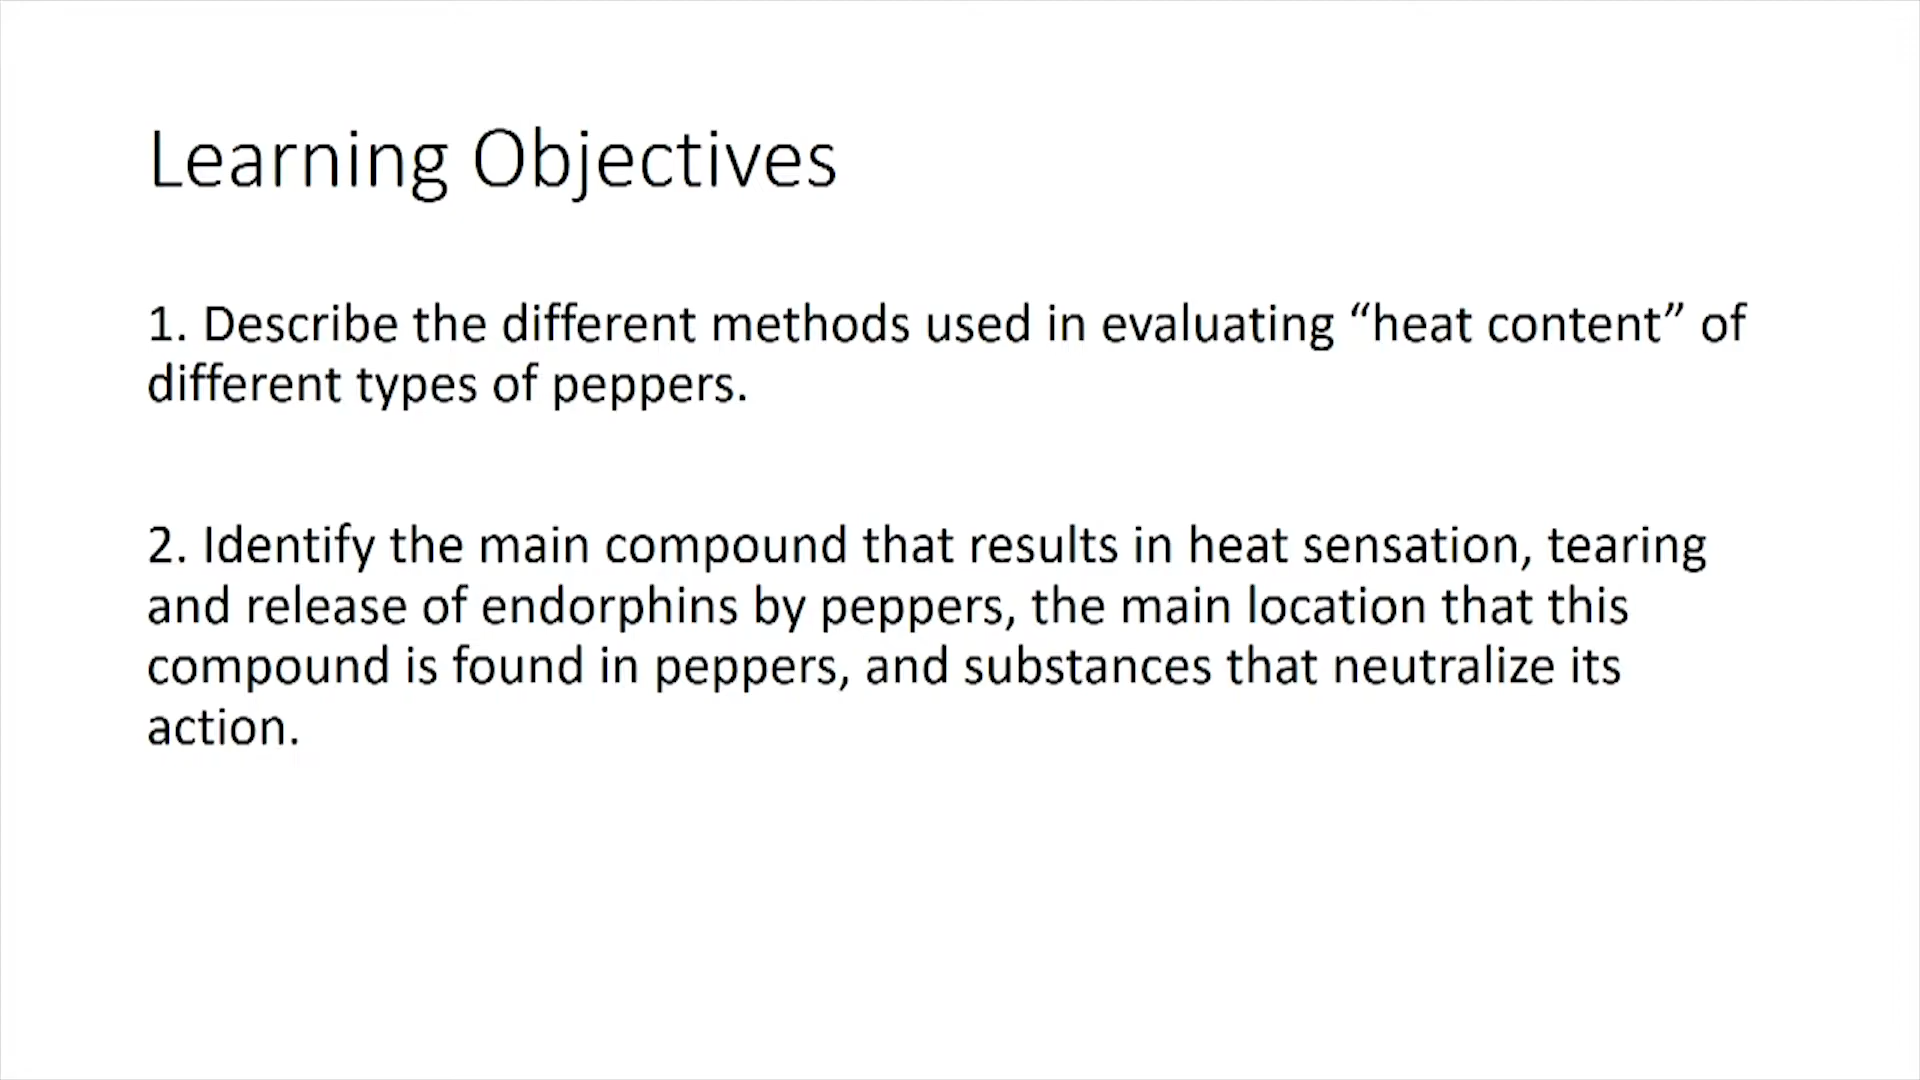 Learning Objectives
1. Describe the different methods used in evaluating “heat content” of
different types of peppers.
2. Identify the main compound that results in heat sensation, tearing
and release of endorphins by peppers, the main location that this
compound is found in peppers, and substances that neutralize its
action.